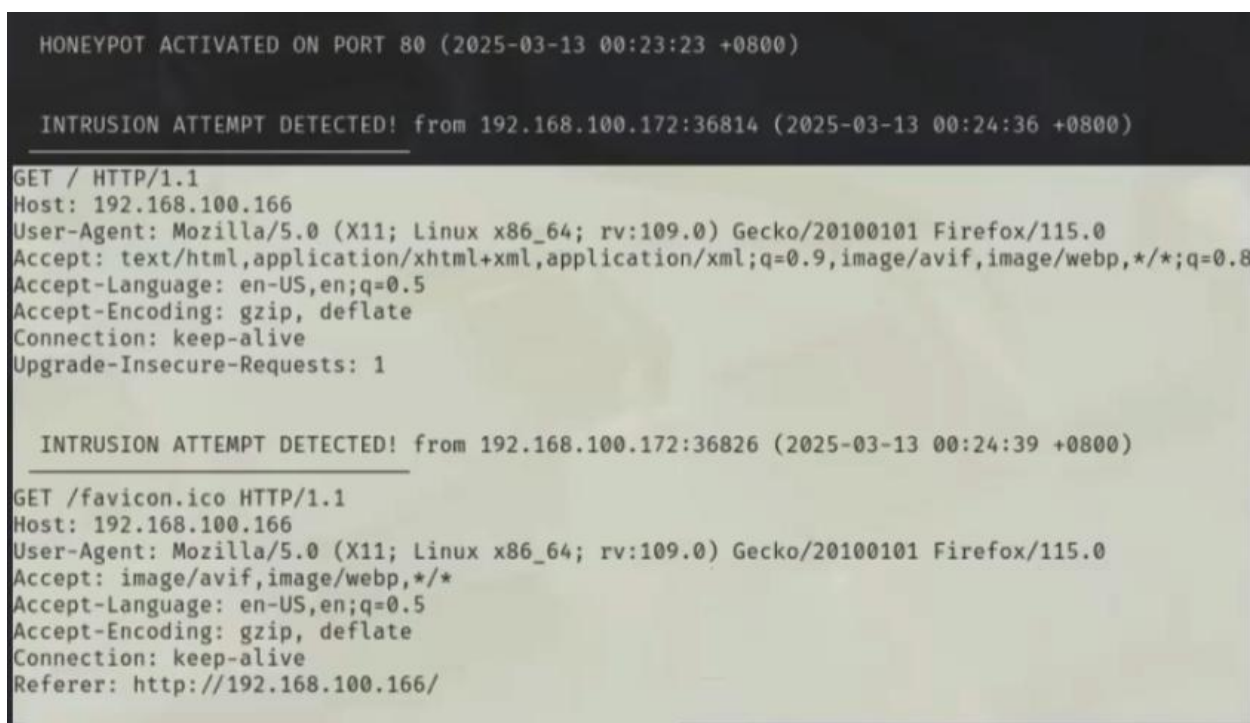 HONEYPOT ACTIVATED ON PORT 80 (2025-03-13 00:23:23 +0800)
INTRUSION ATTEMPT DETECTED! from 192.168.100.172:36814 (2025-03-13 00:24:36 +0800)
GET / HTTP/1.1
Host: 192.168.100.166
User-Agent: Mozilla/5.0 (X11; Linux x86_64; rv:109.0) Gecko/20100101 Firefox/115.0
Accept: text/html,application/xhtml+xml,application/xml;q=0.9,image/avif,image/webp,*/*;q=0.8
Accept-Language: en-US,en;q=0.5
Accept-Encoding: gzip, deflate
Connection: keep-alive
Upgrade-Insecure-Requests: 1
INTRUSION ATTEMPT DETECTED! from 192.168.100.172:36826 (2025-03-13 00:24:39 +0800)
GET /favicon.ico HTTP/1.1
Host: 192.168.100.166
User-Agent: Mozilla/5.0 (X11; Linux x86_64; rv:109.0) Gecko/20100101 Firefox/115.0
Accept: image/avif,image/webp,*/*
Accept-Language: en-US,en;q=0.5
Accept-Encoding: gzip, deflate
Connection: keep-alive
Referer: http://192.168.100.166/